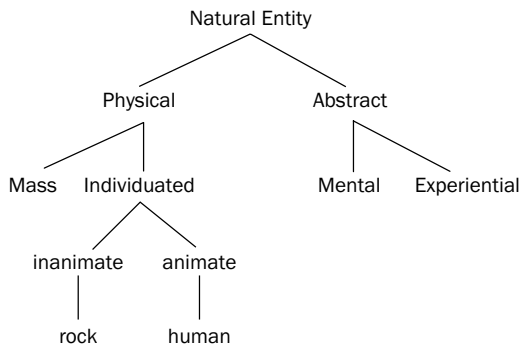 Natural Entity
Physical Abstract
Mass Individuated Mental Experiential
inanimate animate
rock human